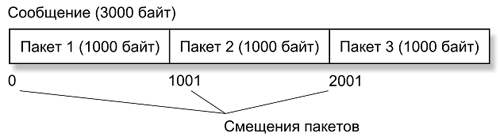 Сообщение (3000 байт)
Пакет 1 (1000 байт) Пакет 2 (1000 байт) Пакет 3 (1000 байт)
0 1001 2001
Смещения пакетов